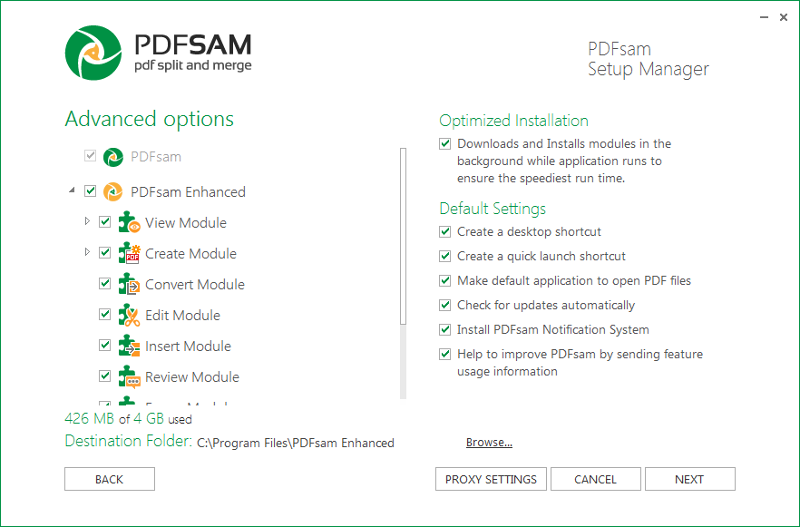 PDFSAM
pdf split and merge
PDFsam
Setup Manager
Advanced options
PDFsam
PDFsam Enhanced
View Module
Create Module
PDF
Convert Module
Edit Module
Insert Module
Review Module
426 MB of 4 GB used
Destination Folder: C:\Program Files\PDFsam Enhanced
Browse...
Optimized Installation
Downloads and Installs modules in the
background while application runs to
ensure the speediest run time.
Default Settings
Create a desktop shortcut
Create a quick launch shortcut
Make default application to open PDF files
Check for updates automatically
Install PDFsam Notification System
Help to improve PDFsam by sending feature
usage information
BACK
PROXY SETTINGS
CANCEL
NEXT